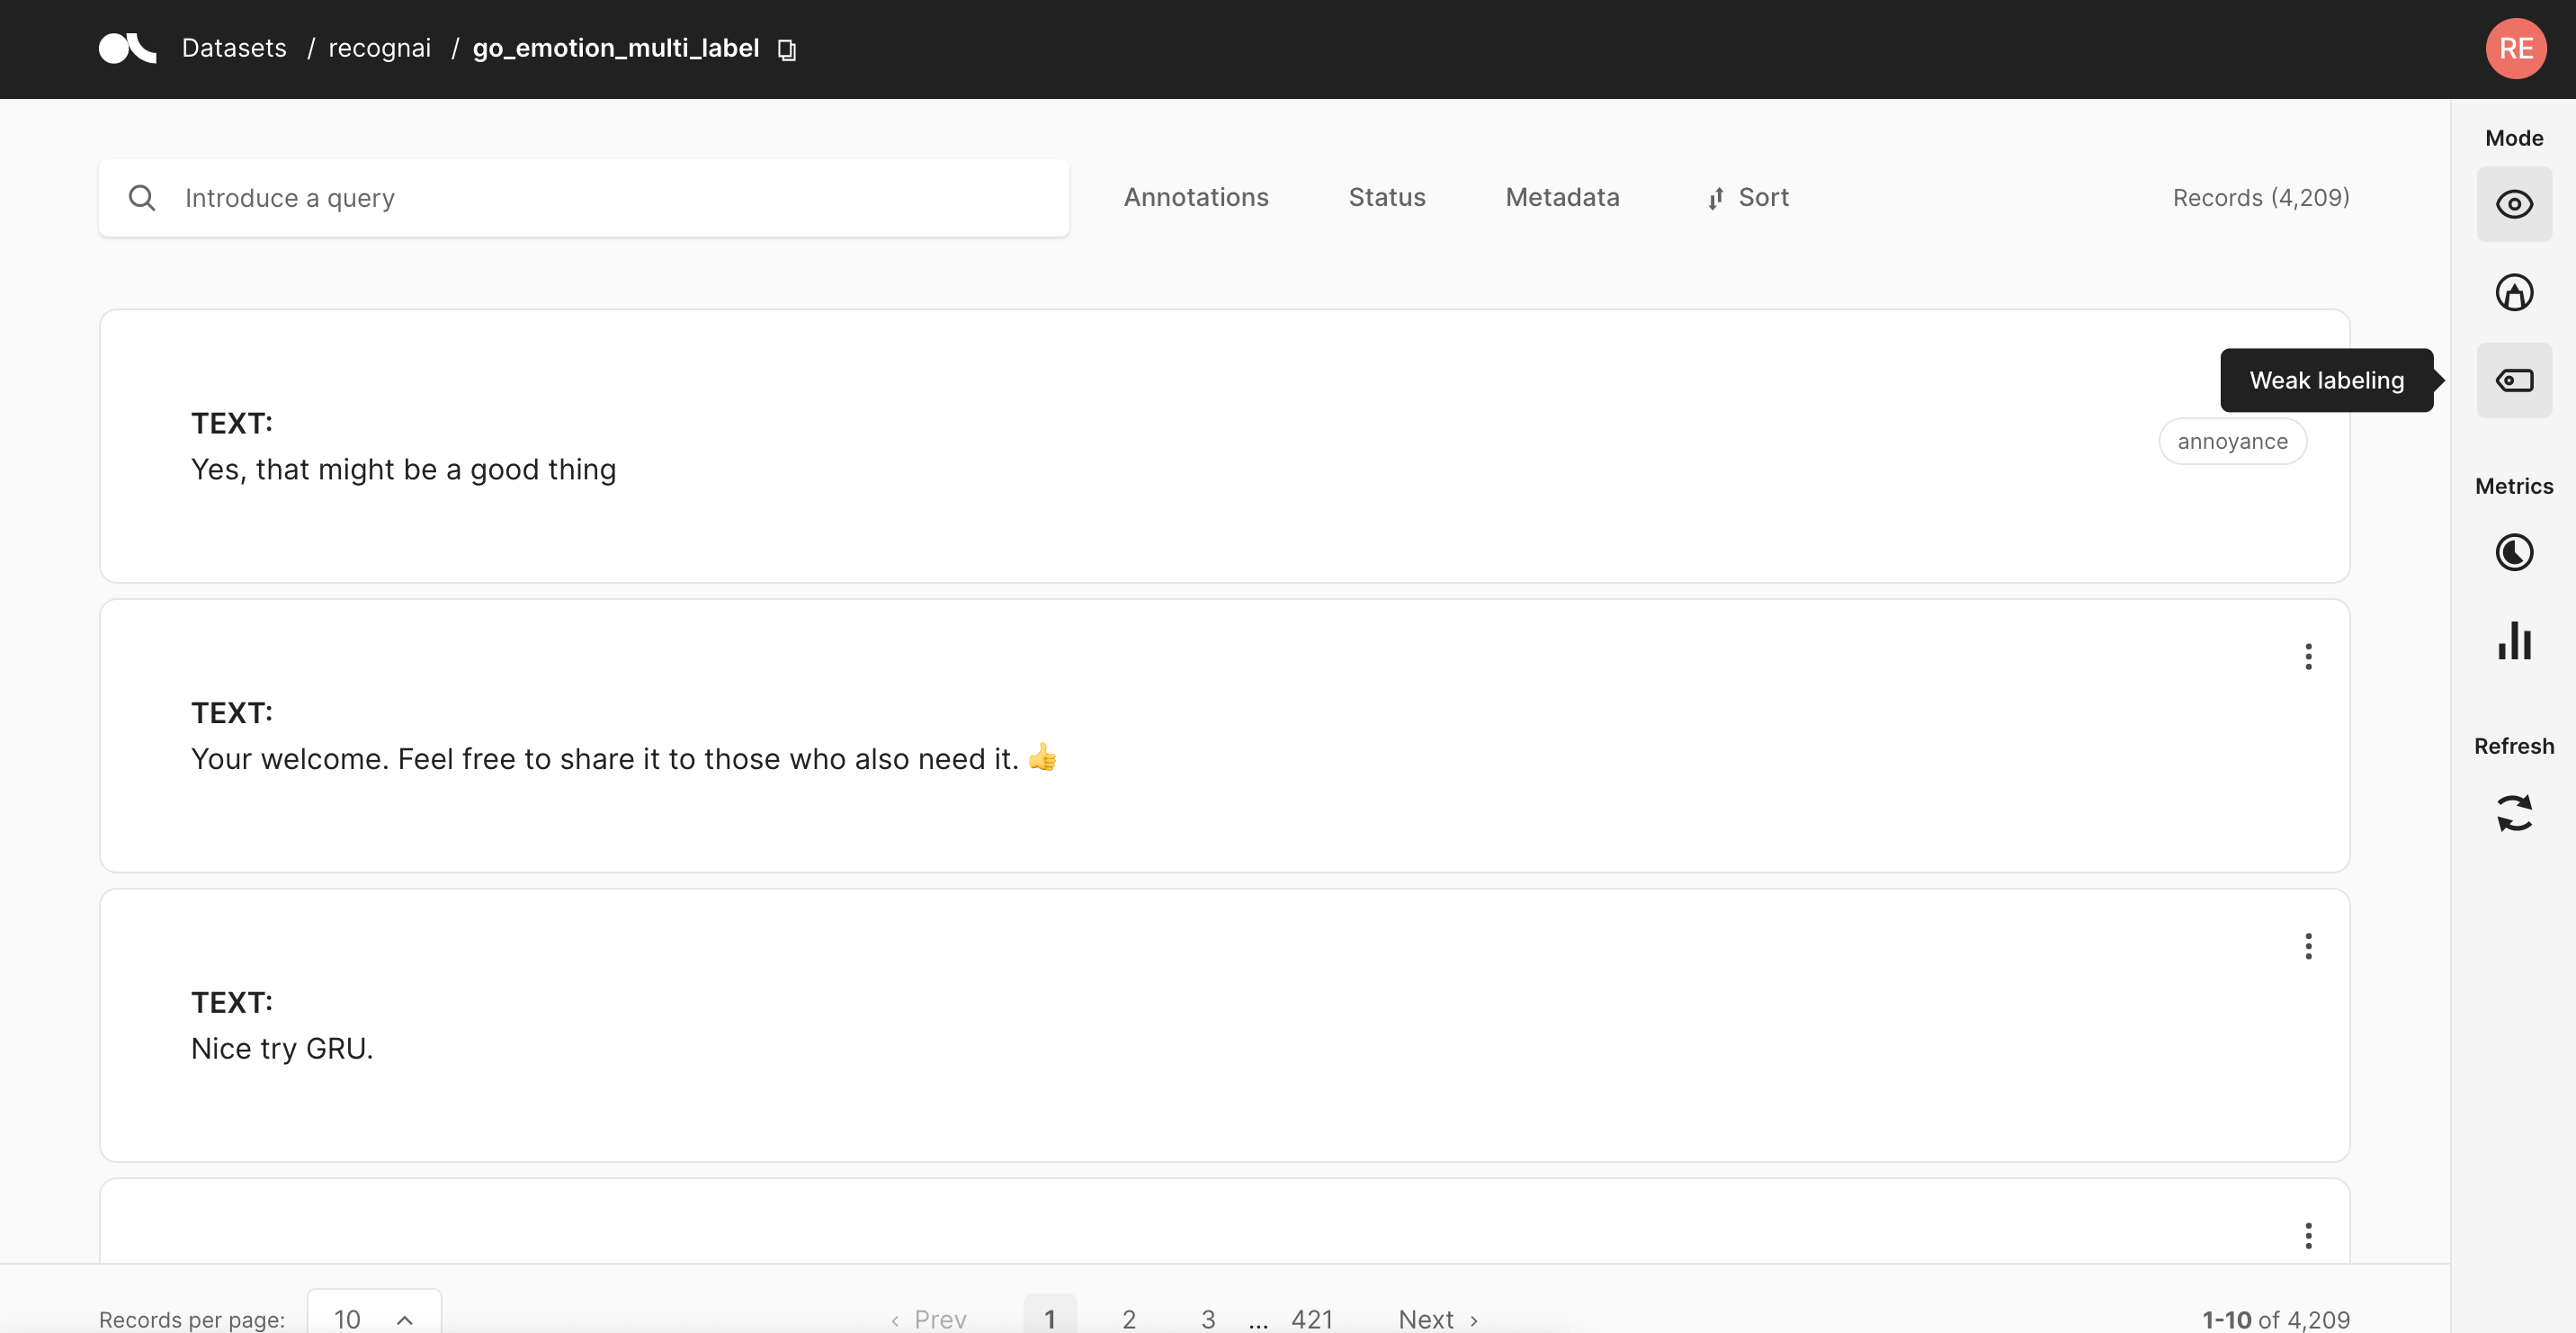 Datasets / recognai / go_emotion_multi_label
RE
Introduce a query
Annotations
Status
Metadata
Sort
Records (4,209)
Mode
Weak labeling
TEXT:
Yes, that might be a good thing
annoyance
Metrics
TEXT:
Your welcome. Feel free to share it to those who also need it. 👍
Refresh
TEXT:
Nice try GRU.
Records per page: 10
‹ Prev 1 2 3 ... 421 Next ›
1-10 of 4,209